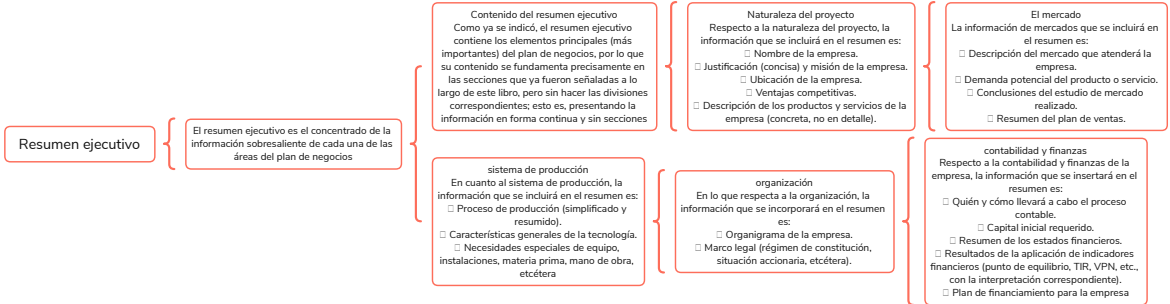 Resumen ejecutivo
El resumen ejecutivo es el concentrado de la
información sobresaliente de cada una de las
áreas del plan de negocios
Contenido del resumen ejecutivo
Como ya se indicó, el resumen ejecutivo
contiene los elementos principales (más
importantes) del plan de negocios, por lo que
su contenido se fundamenta precisamente en
las secciones que ya fueron señaladas a lo
largo de este libro, pero sin hacer las divisiones
correspondientes; esto es, presentando la
información en forma continua y sin secciones
Naturaleza del proyecto
Respecto a la naturaleza del proyecto, la
información que se incluirá en el resumen es:
▯ Nombre de la empresa.
▯ Justificación (concisa) y misión de la empresa.
▯ Ubicación de la empresa.
▯ Ventajas competitivas.
▯ Descripción de los productos y servicios de la
empresa (concreta, no en detalle).
El mercado
La información de mercados que se incluirá en
el resumen es:
▯ Descripción del mercado que atenderá la
empresa.
▯ Demanda potencial del producto o servicio.
▯ Conclusiones del estudio de mercado
realizado.
▯ Resumen del plan de ventas.
sistema de producción
En cuanto al sistema de producción, la
información que se incluirá en el resumen es:
▯ Proceso de producción (simplificado y
resumido).
▯ Características generales de la tecnología.
▯ Necesidades especiales de equipo,
instalaciones, materia prima, mano de obra,
etcétera
organización
En lo que respecta a la organización, la
información que se incorporará en el resumen
es:
▯ Organigrama de la empresa.
▯ Marco legal (régimen de constitución,
situación accionaria, etcétera).
contabilidad y finanzas
Respecto a la contabilidad y finanzas de la
empresa, la información que se insertará en el
resumen es:
▯ Quién y cómo llevará a cabo el proceso
contable.
▯ Capital inicial requerido.
▯ Resumen de los estados financieros.
▯ Resultados de la aplicación de indicadores
financieros (punto de equilibrio, TIR, VPN, etc.,
con la interpretación correspondiente).
▯ Plan de financiamiento para la empresa